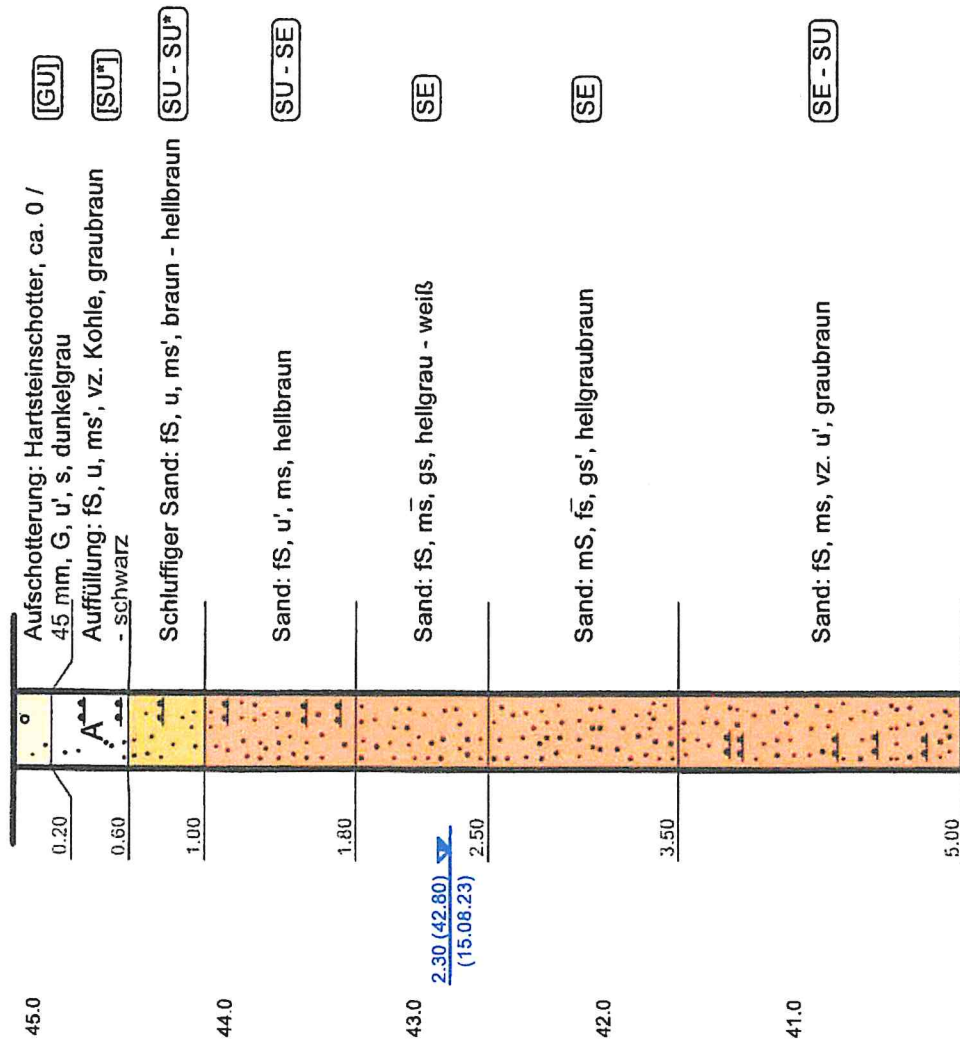 45.0
44.0
43.0
42.0
41.0
2.30 (42.80)
(15.08.23)
0.20
0.60
1.00
1.80
2.50
3.50
5.00
A
Aufschotterung: Hartsteinschotter, ca. 0 /
45 mm, G, u', s, dunkelgrau
[GU]
Auffüllung: fS, u, ms', vz. Kohle, graubraun
- schwarz
[SU*]
Schluffiger Sand: fS, u, ms', braun - hellbraun
SU - SU*
Sand: fS, u', ms, hellbraun
SU - SE
Sand: fS, m̅s̅, gs, hellgrau - weiß
SE
Sand: mS, f̅s̅, gs', hellgraubraun
SE
Sand: fS, ms, vz. u', graubraun
SE - SU